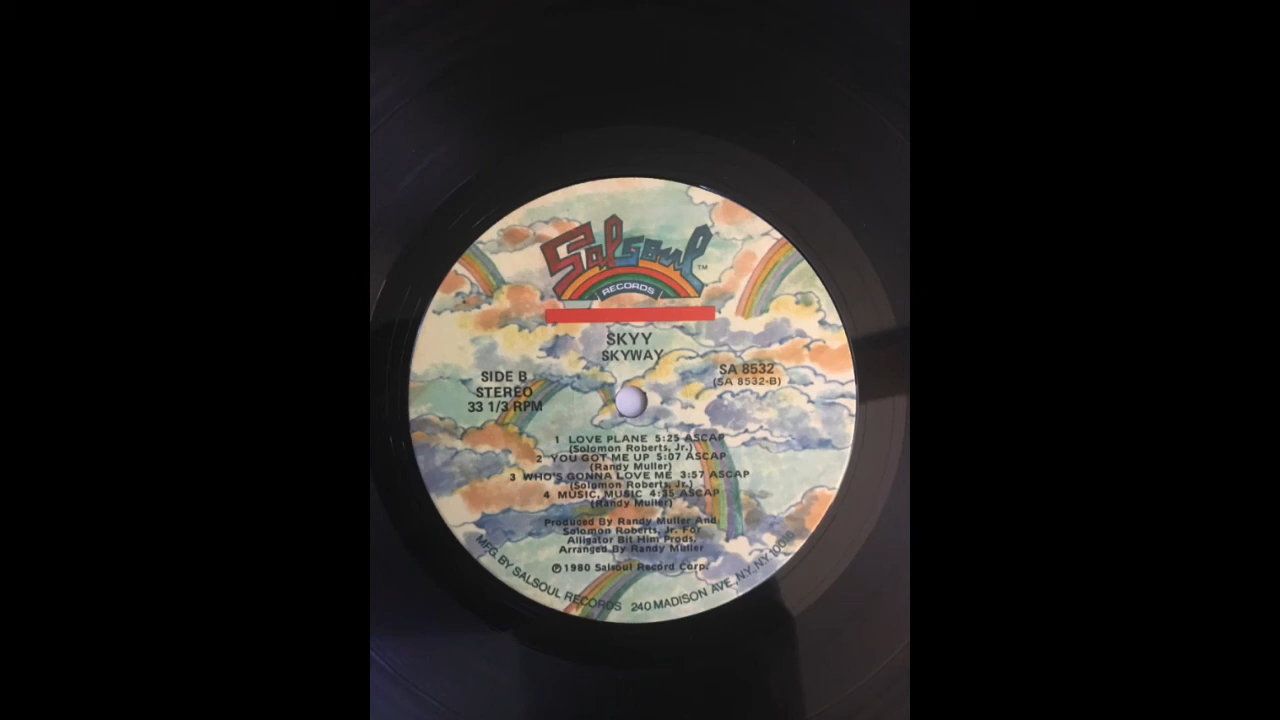 Salsoul TM
RECORDS
SKYY
SKYWAY
SIDE B
STEREO
33 1/3 RPM
SA 8532
(SA 8532-B)
1 LOVE PLANE 5:25 ASCAP
(Solomon Roberts, Jr.)
2 YOU GOT ME UP 5:07 ASCAP
(Randy Muller)
3 WHO'S GONNA LOVE ME 3:57 ASCAP
(Solomon Roberts, Jr.)
4 MUSIC, MUSIC 4:35 ASCAP
(Randy Muller)
Produced By Randy Muller And
Solomon Roberts, Jr. For
Alligator Bit Him Prods.
Arranged By Randy Muller
℗1980 Salsoul Record Corp.
MFG. BY SALSOUL RECORDS 240 MADISON AVE., N.Y., N.Y. 10016